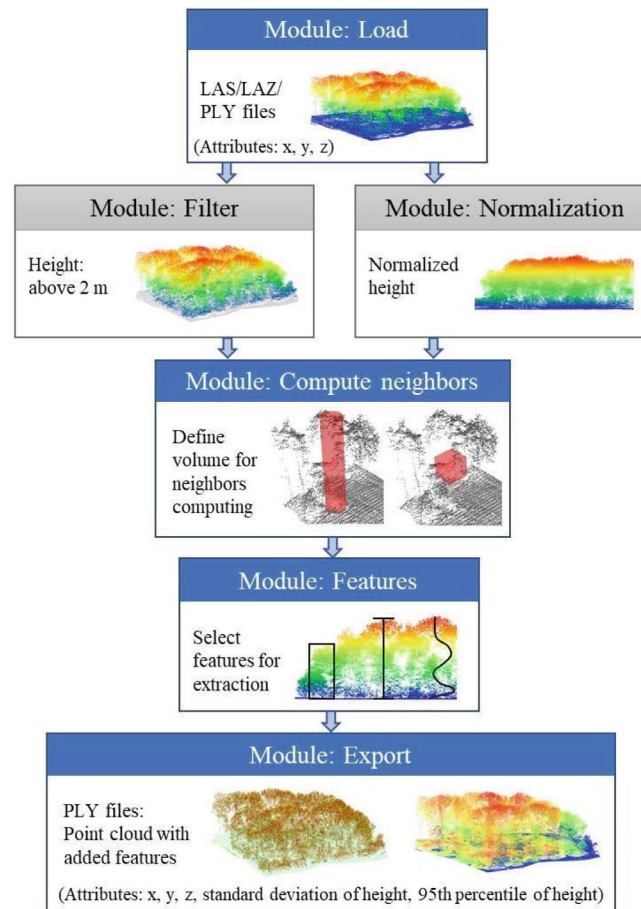 Module: Load
LAS/LAZ/
PLY files
(Attributes: x, y, z)
Module: Filter
Height:
above 2 m
Module: Normalization
Normalized
height
Module: Compute neighbors
Define
volume for
neighbors
computing
Module: Features
Select
features for
extraction
Module: Export
PLY files:
Point cloud with
added features
(Attributes: x, y, z, standard deviation of height, 95th percentile of height)